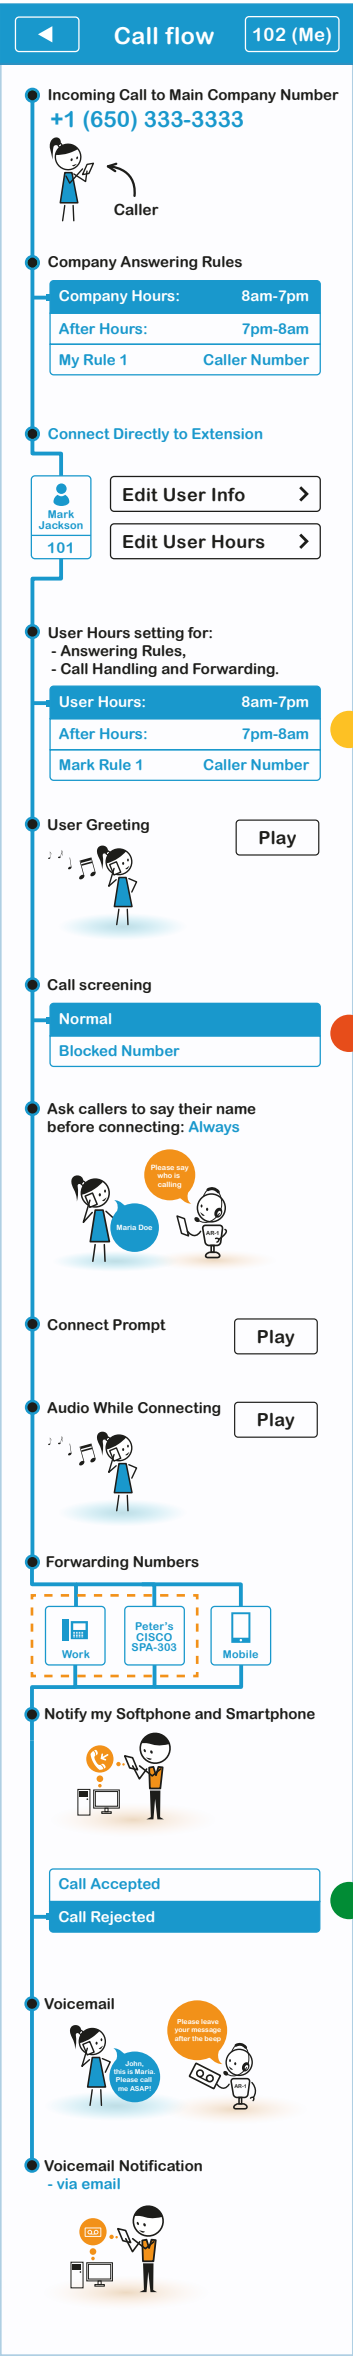 Call flow
102 (Me)
Incoming Call to Main Company Number
+1 (650) 333-3333
Caller
Company Answering Rules
Company Hours: 8am-7pm
After Hours: 7pm-8am
My Rule 1 Caller Number
Connect Directly to Extension
Mark
Jackson
101
Edit User Info
Edit User Hours
User Hours setting for:
- Answering Rules,
- Call Handling and Forwarding.
User Hours: 8am-7pm
After Hours: 7pm-8am
Mark Rule 1 Caller Number
User Greeting
Play
Call screening
Normal
Blocked Number
Ask callers to say their name
before connecting: Always
Please say
who is
calling
Maria Doe
AR-1
Connect Prompt
Play
Audio While Connecting
Play
Forwarding Numbers
Work
Peter's
CISCO
SPA-303
Mobile
Notify my Softphone and Smartphone
Call Accepted
Call Rejected
Voicemail
Please leave
your message
after the beep
John,
this is Maria.
Please call
me ASAP!
AR-1
Voicemail Notification
- via email